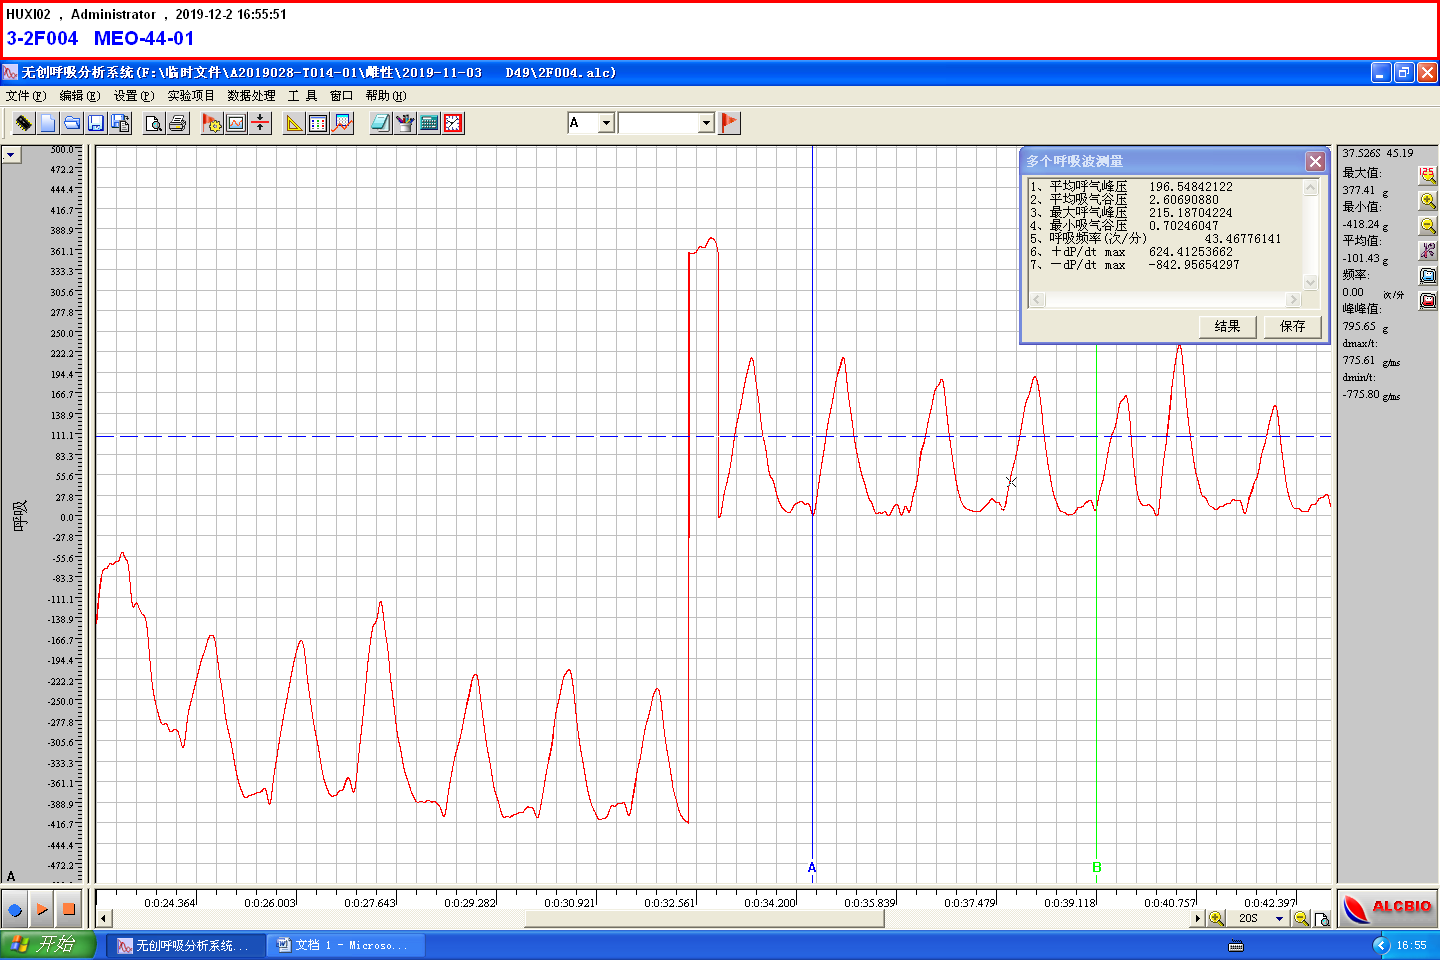 HUXI02 , Administrator , 2019-12-2 16:55:51
3-2F004 MEO-44-01
无创呼吸分析系统(F:\临时文件\A2019028-T014-01\雌性\2019-11-03 D49\2F004.alc)
文件(F) 编辑(E) 设置(P) 实验项目 数据处理 工 具 窗口 帮助(H)
A
500.0
472.2
444.4
416.7
388.9
361.1
333.3
305.6
277.8
250.0
222.2
194.4
166.7
138.9
111.1
83.3
55.6
27.8
0.0
-27.8
-55.6
-83.3
-111.1
-138.9
-166.7
-194.4
-222.2
-250.0
-277.8
-305.6
-333.3
-361.1
-388.9
-416.7
-444.4
-472.2
呼吸
A
多个呼吸波测量
1、平均呼气峰压 196.54842122
2、平均吸气谷压 2.60690880
3、最大呼气峰压 215.18704224
4、最小吸气谷压 0.70246047
5、呼吸频率(次/分) 43.46776141
6、＋dP/dt max 624.41253662
7、－dP/dt max -842.95654297
结果 保存
37.526S 45.19
最大值:
377.41 g
最小值:
-418.24 g
平均值:
-101.43 g
频率:
0.00 次/分
峰峰值:
795.65 g
dmax/t:
775.61 g/ms
dmin/t:
-775.80 g/ms
125
A B
0:0:24.364 0:0:26.003 0:0:27.643 0:0:29.282 0:0:30.921 0:0:32.561 0:0:34.200 0:0:35.839 0:0:37.479 0:0:39.118 0:0:40.757 0:0:42.397
20S
ALCBIO
开始 无创呼吸分析系统... 文档 1 - Microso... 16:55